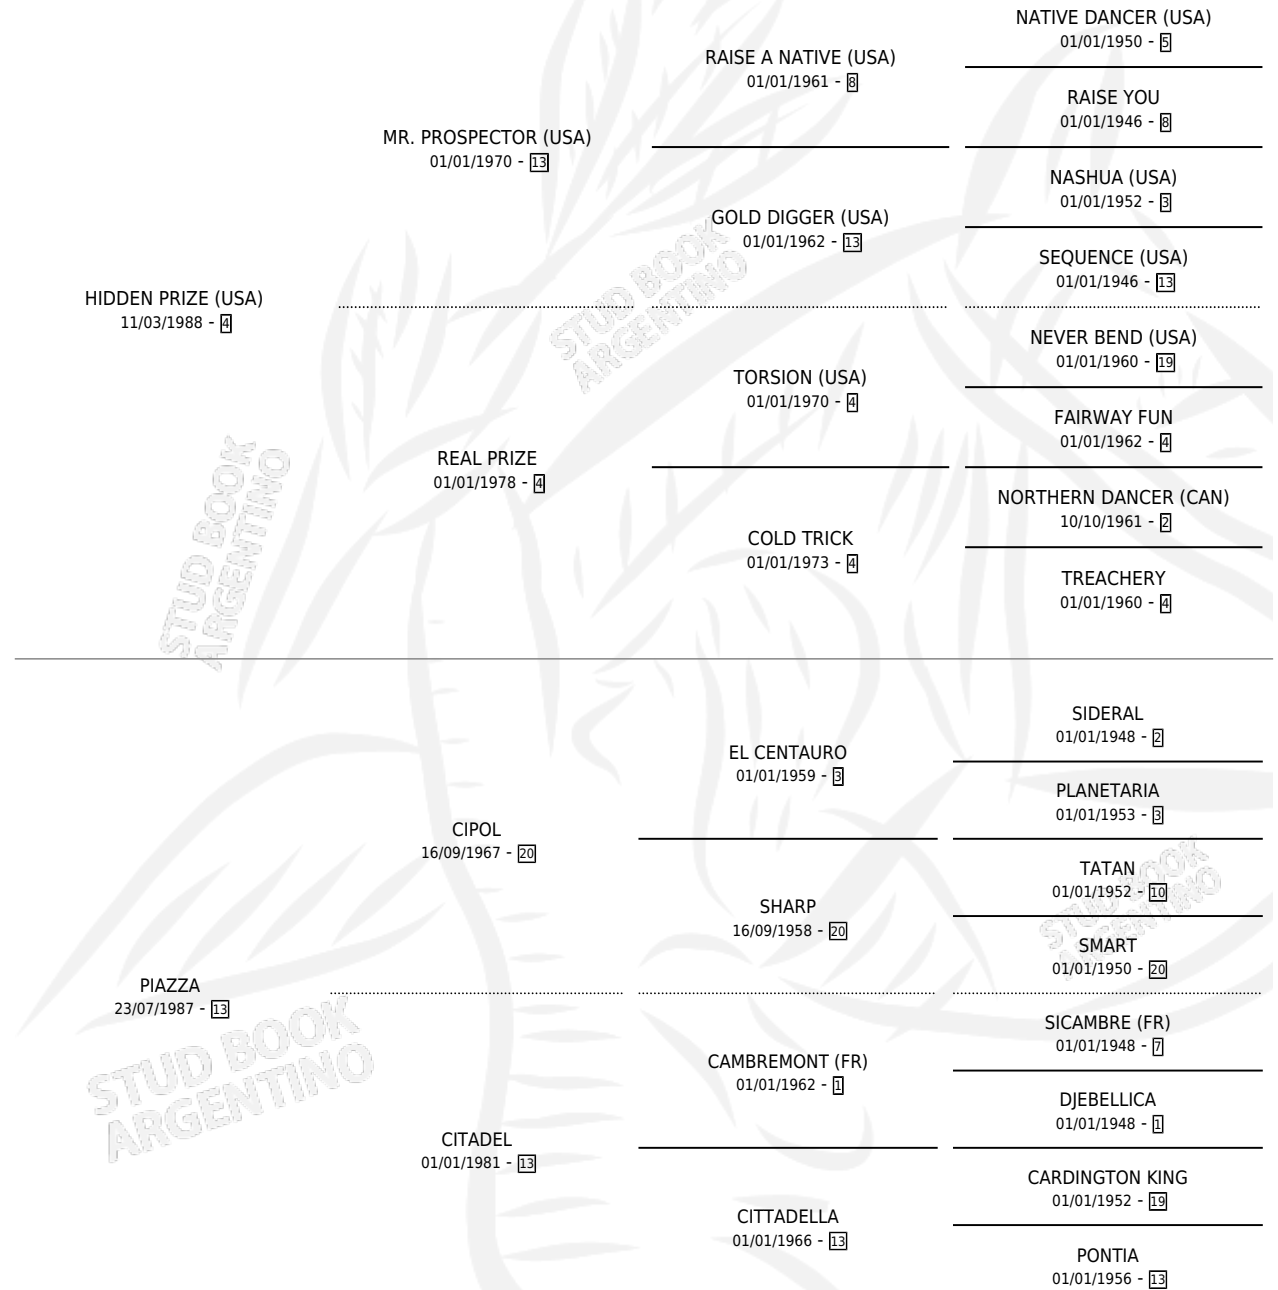 NATIVE DANCER (USA)
01/01/1950 - 5
RAISE A NATIVE (USA)
01/01/1961 - 8
RAISE YOU
01/01/1946 - 8
MR. PROSPECTOR (USA)
01/01/1970 - 13
NASHUA (USA)
01/01/1952 - 3
GOLD DIGGER (USA)
01/01/1962 - 13
SEQUENCE (USA)
01/01/1946 - 13
HIDDEN PRIZE (USA)
11/03/1988 - 4
NEVER BEND (USA)
01/01/1960 - 19
TORSION (USA)
01/01/1970 - 4
FAIRWAY FUN
01/01/1962 - 4
REAL PRIZE
01/01/1978 - 4
NORTHERN DANCER (CAN)
10/10/1961 - 2
COLD TRICK
01/01/1973 - 4
TREACHERY
01/01/1960 - 4
SIDERAL
01/01/1948 - 2
EL CENTAURO
01/01/1959 - 3
PLANETARIA
01/01/1953 - 3
CIPOL
16/09/1967 - 20
TATAN
01/01/1952 - 10
SHARP
16/09/1958 - 20
SMART
01/01/1950 - 20
PIAZZA
23/07/1987 - 13
SICAMBRE (FR)
01/01/1948 - 7
CAMBREMONT (FR)
01/01/1962 - 1
DJEBELLICA
01/01/1948 - 1
CITADEL
01/01/1981 - 13
CARDINGTON KING
01/01/1952 - 19
CITTADELLA
01/01/1966 - 13
PONTIA
01/01/1956 - 13
STUD BOOK
ARGENTINO
STUD BOOK
ARGENTINO
STUD BOOK
ARGENTINO
STUD BOOK
ARGENTINO